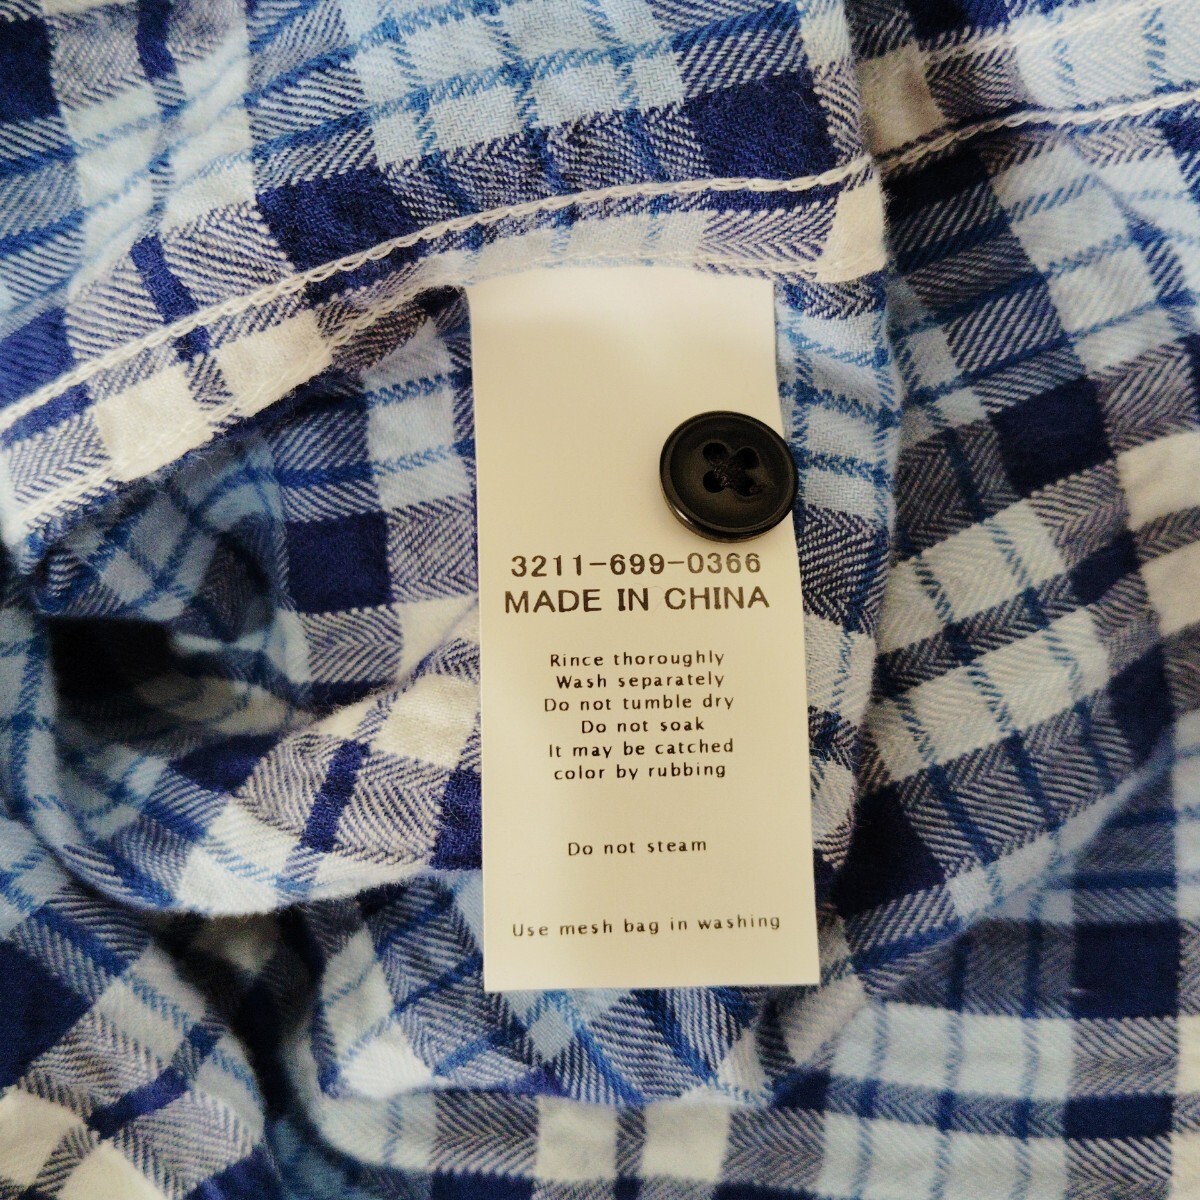 3211-699-0366
MADE IN CHINA
Rince thoroughly
Wash separately
Do not tumble dry
Do not soak
It may be catched
color by rubbing
Do not steam
Use mesh bag in washing